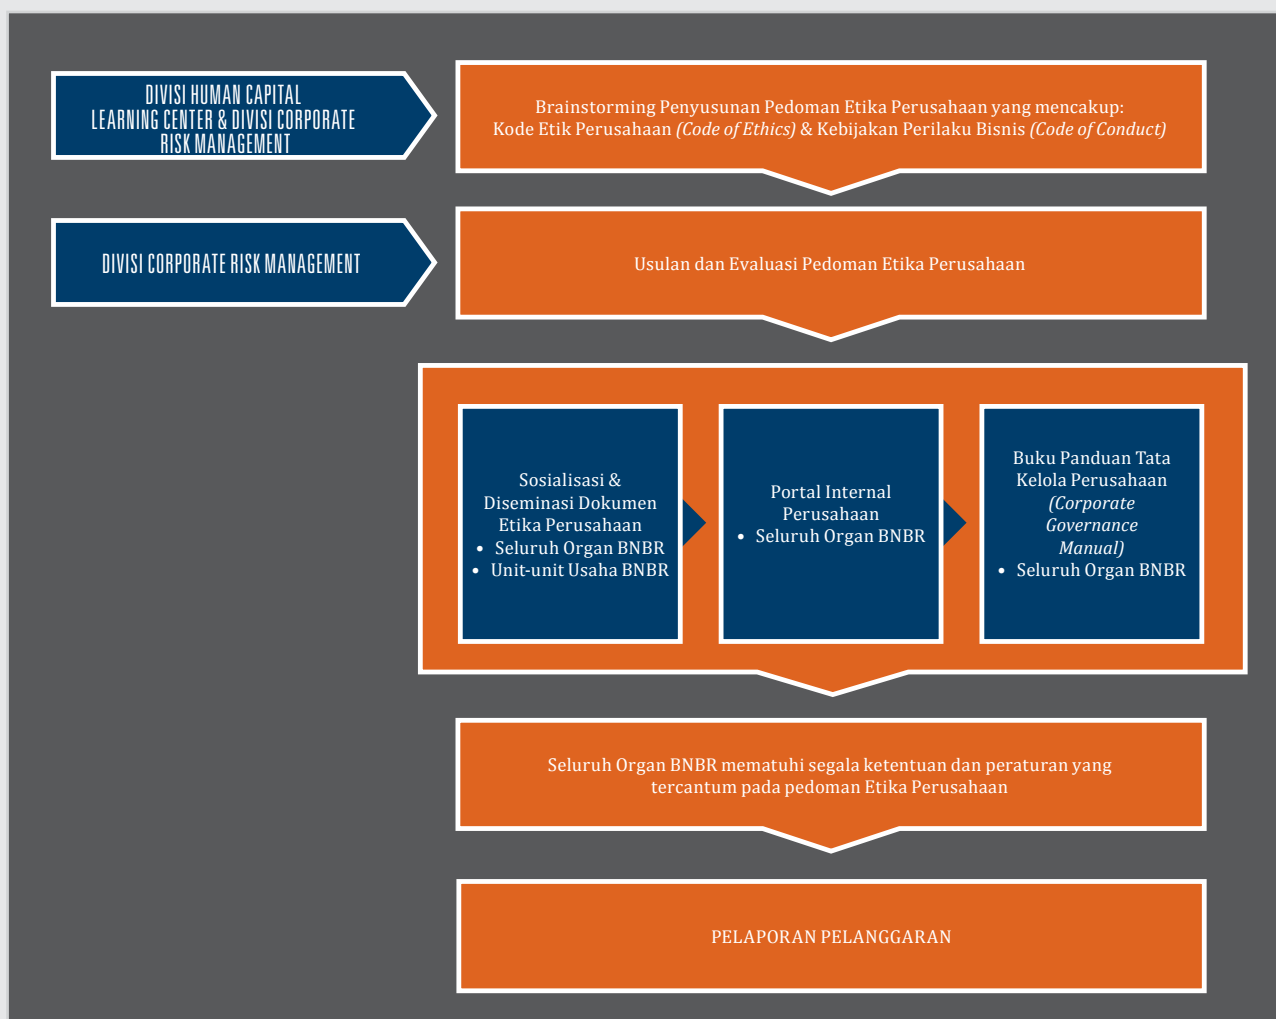 DIVISI HUMAN CAPITAL
LEARNING CENTER & DIVISI CORPORATE
RISK MANAGEMENT
Brainstorming Penyusunan Pedoman Etika Perusahaan yang mencakup:
Kode Etik Perusahaan (Code of Ethics) & Kebijakan Perilaku Bisnis (Code of Conduct)
DIVISI CORPORATE RISK MANAGEMENT
Usulan dan Evaluasi Pedoman Etika Perusahaan
Sosialisasi &
Diseminasi Dokumen
Etika Perusahaan
• Seluruh Organ BNBR
• Unit-unit Usaha BNBR
Portal Internal
Perusahaan
• Seluruh Organ BNBR
Buku Panduan Tata
Kelola Perusahaan
(Corporate
Governance
Manual)
• Seluruh Organ BNBR
Seluruh Organ BNBR mematuhi segala ketentuan dan peraturan yang
tercantum pada pedoman Etika Perusahaan
PELAPORAN PELANGGARAN